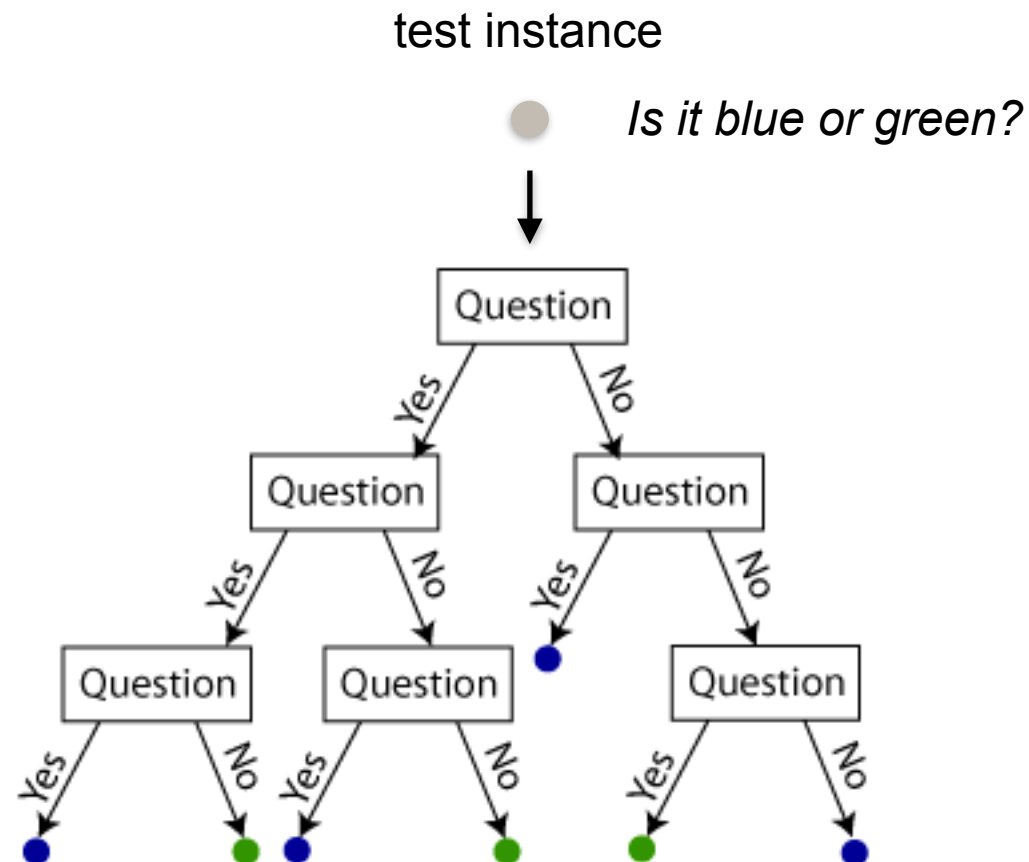 test instance
Is it blue or green?
Question
Yes
No
Question
Question
Yes
No
Yes
No
Question
Question
Question
Yes
No
Yes
No
Yes
No